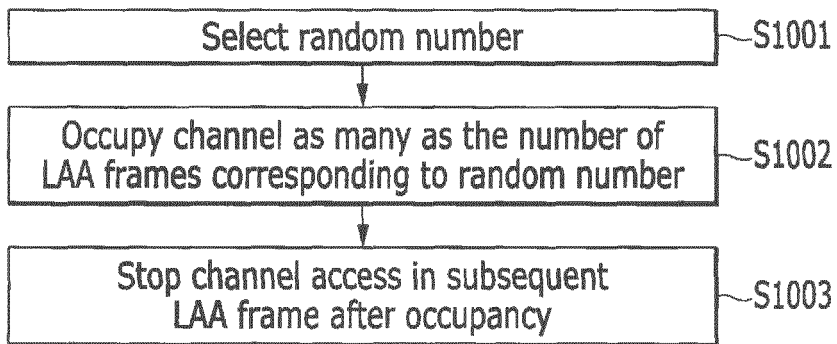 Select random number
S1001
Occupy channel as many as the number of
LAA frames corresponding to random number
S1002
Stop channel access in subsequent
LAA frame after occupancy
S1003